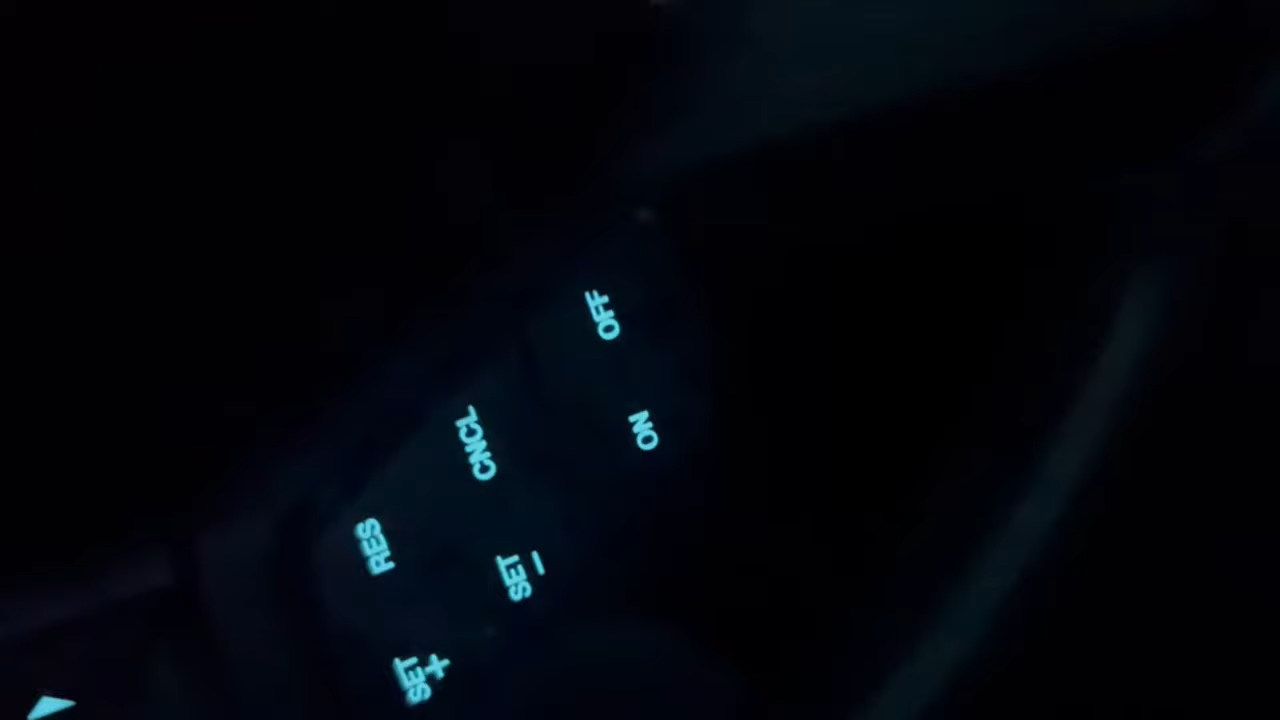 OFF
ON
CNCL
RES
SET
–
SET
+